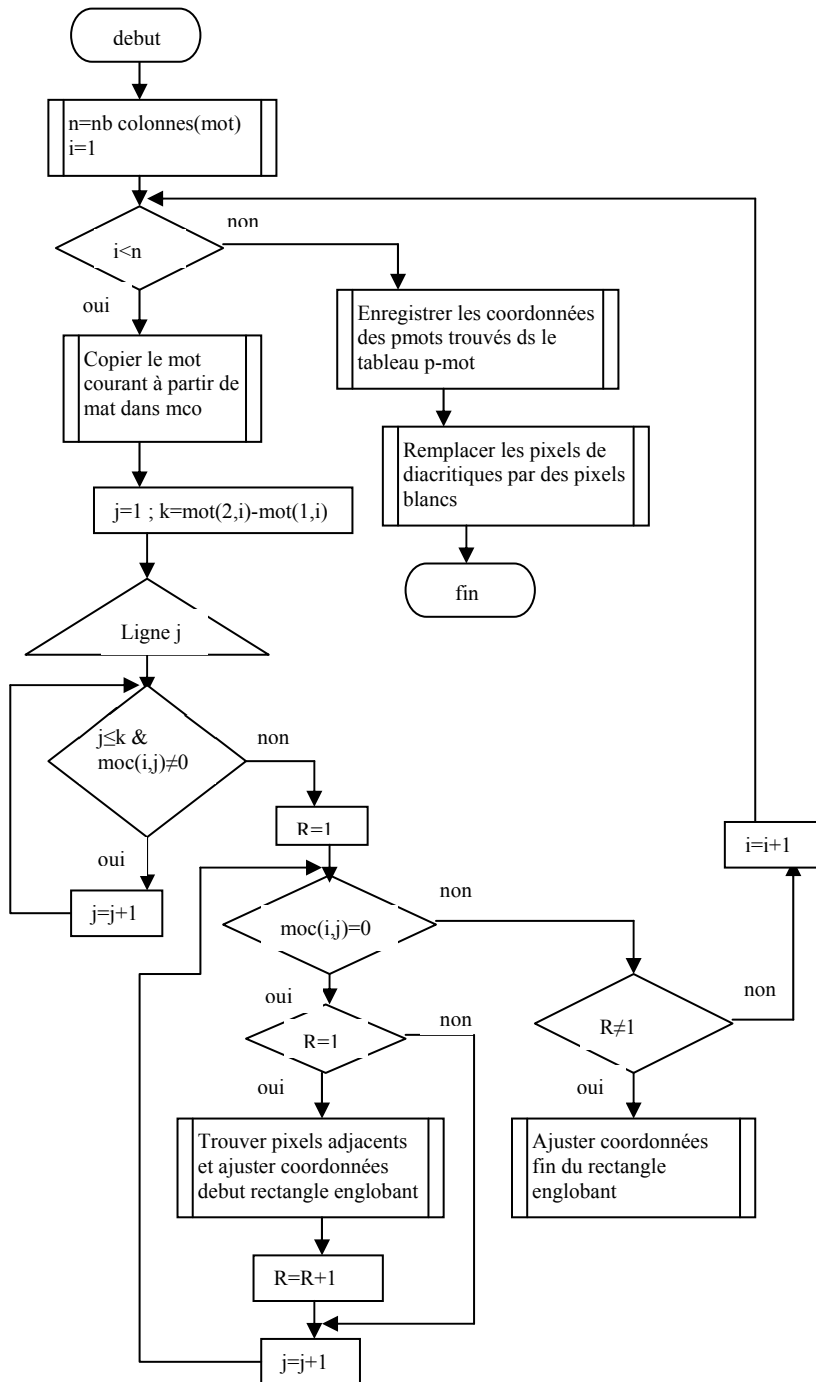 debut
n=nb colonnes(mot)
i=1
i<n
non
oui
Enregistrer les coordonnées
des pmots trouvés ds le
tableau p-mot
Copier le mot
courant à partir de
mat dans mco
Remplacer les pixels de
diacritiques par des pixels
blancs
fin
j=1 ; k=mot(2,i)-mot(1,i)
Ligne j
j≤k &
moc(i,j)≠0
non
oui
j=j+1
R=1
i=i+1
moc(i,j)=0
non
oui
R=1
non
oui
R≠1
non
oui
Trouver pixels adjacents
et ajuster coordonnées
debut rectangle englobant
Ajuster coordonnées
fin du rectangle
englobant
R=R+1
j=j+1